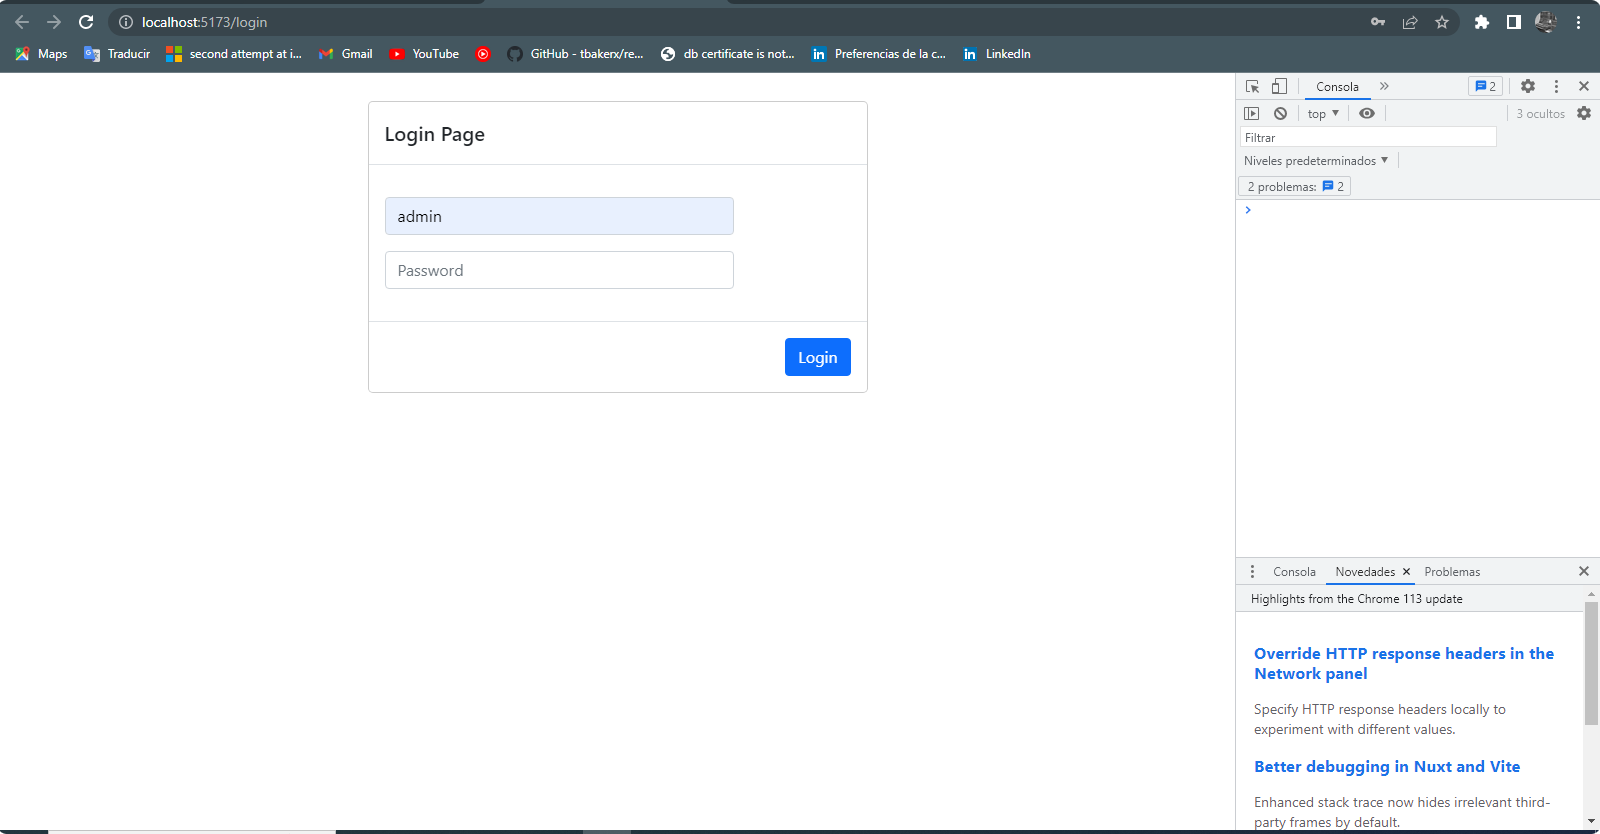 localhost:5173/login
Maps
Traducir
second attempt at i...
Gmail
YouTube
GitHub - tbakerx/re...
db certificate is not...
Preferencias de la c...
LinkedIn
Login Page
admin
Password
Login
Consola
2
top
3 ocultos
Filtrar
Niveles predeterminados
2 problemas: 2
Consola
Novedades
Problemas
Highlights from the Chrome 113 update
Override HTTP response headers in the
Network panel
Specify HTTP response headers locally to
experiment with different values.
Better debugging in Nuxt and Vite
Enhanced stack trace now hides irrelevant third-
party frames by default.